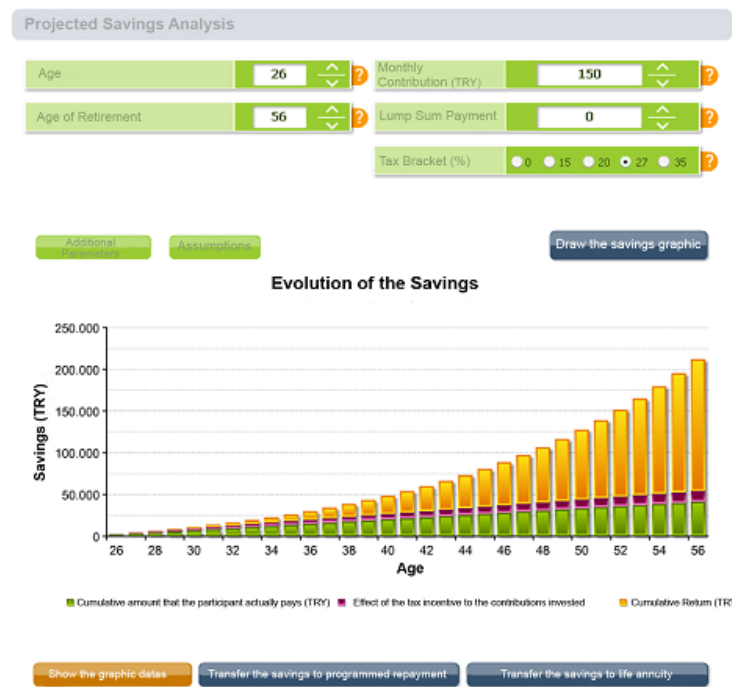 Projected Savings Analysis
Age 26 ?
Monthly Contribution (TRY) 150 ?
Age of Retirement 56 ?
Lump Sum Payment 0 ?
Tax Bracket (%) 0 15 20 27 35 ?
Additional Parameters
Assumptions
Draw the savings graphic
Evolution of the Savings
Savings (TRY)
250.000
200.000
150.000
100.000
50.000
0
26 28 30 32 34 36 38 40 42 44 46 48 50 52 54 56
Age
Cumulative amount that the participant actually pays (TRY)
Effect of the tax incentive to the contributions invested
Cumulative Return (TR
Show the graphic datas
Transfer the savings to programmed repayment
Transfer the savings to life annuity